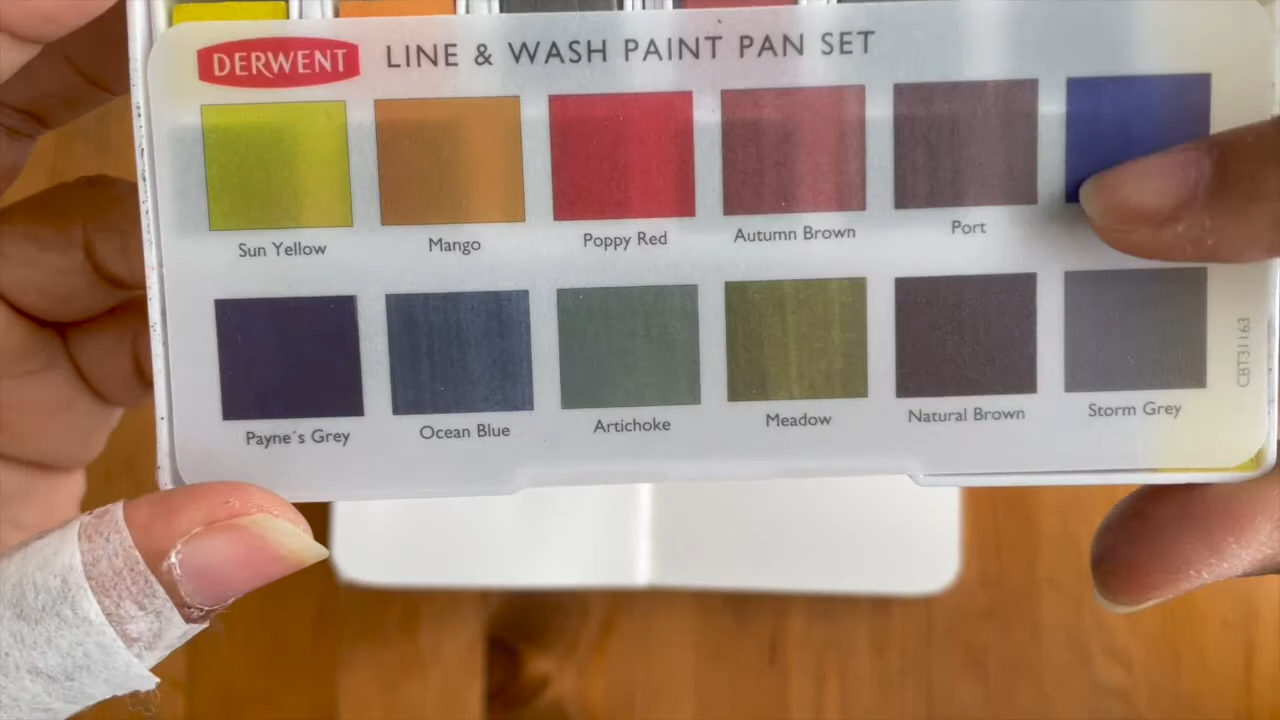 DERWENT LINE & WASH PAINT PAN SET
Sun Yellow Mango Poppy Red Autumn Brown Port
Payne´s Grey Ocean Blue Artichoke Meadow Natural Brown Storm Grey
CBT31163